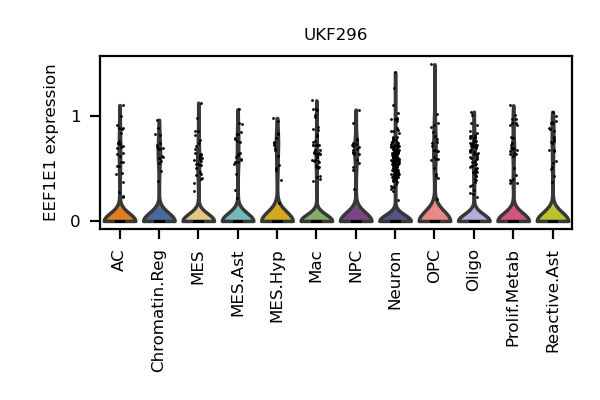 UKF296
EEF1E1 expression
1
0
AC
Chromatin.Reg
MES
MES.Ast
MES.Hyp
Mac
NPC
Neuron
OPC
Oligo
Prolif.Metab
Reactive.Ast